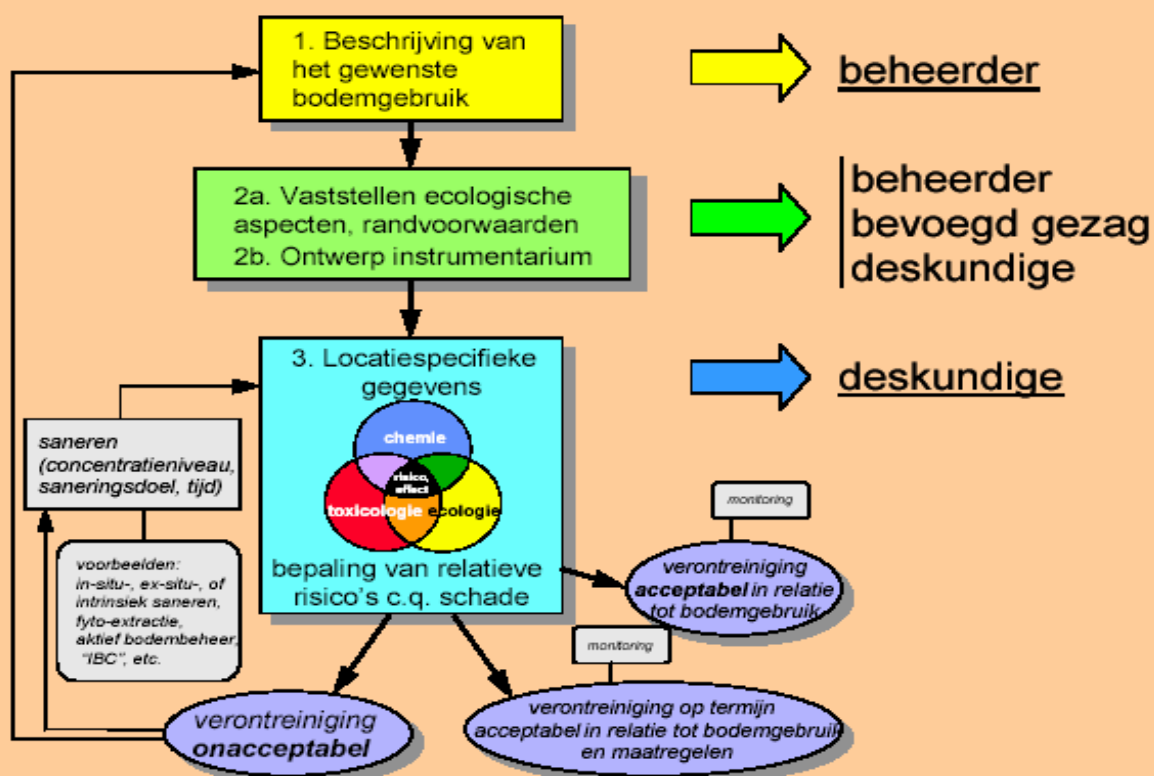 1. Beschrijving van
het gewenste
bodemgebruik
beheerder
2a. Vaststellen ecologische
aspecten, randvoorwaarden
2b. Ontwerp instrumentarium
beheerder
bevoegd gezag
deskundige
3. Locatiespecifieke
gegevens
chemie
risico,
effect
toxicologie
ecologie
bepaling van relatieve
risico's c.q. schade
deskundige
saneren
(concentratieniveau,
saneringsdoel, tijd)
voorbeelden:
in-situ-, ex-situ-, of
intrinsiek saneren,
fyto-extractie,
aktief bodembeheer,
"IBC", etc.
monitoring
verontreiniging
acceptabel in relatie
tot bodemgebruik
monitoring
verontreiniging op termijn
acceptabel in relatie tot bodemgebruik
en maatregelen
verontreiniging
onacceptabel